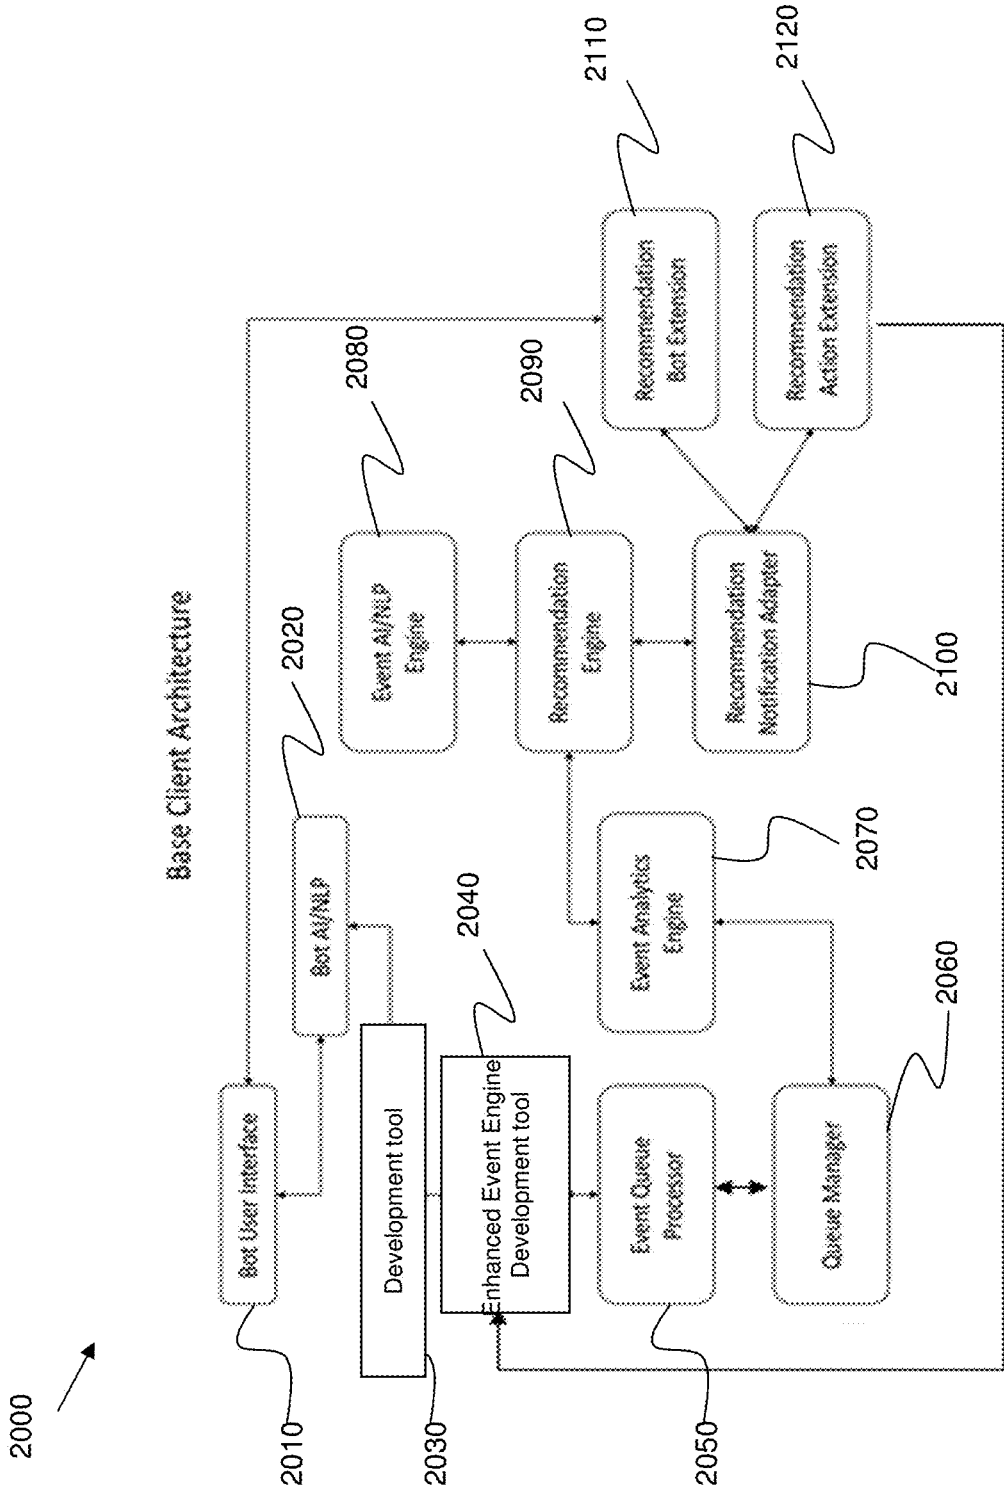 2000
Base Client Architecture
2010
Bot User Interface
2020
Bot AI/NLP
2030
Development tool
2040
Enhanced Event Engine
Development tool
2050
Event Queue
Processor
2060
Queue Manager
2070
Event Analytics
Engine
2080
Event AI/NLP
Engine
2090
Recommendation
Engine
2100
Recommendation
Notification Adapter
2110
Recommendation
Bot Extension
2120
Recommendation
Action Extension